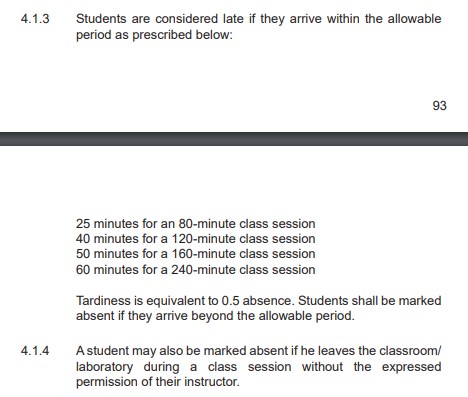 4.1.3 Students are considered late if they arrive within the allowable
period as prescribed below:
93
25 minutes for an 80-minute class session
40 minutes for a 120-minute class session
50 minutes for a 160-minute class session
60 minutes for a 240-minute class session
Tardiness is equivalent to 0.5 absence. Students shall be marked
absent if they arrive beyond the allowable period.
4.1.4 A student may also be marked absent if he leaves the classroom/
laboratory during a class session without the expressed
permission of their instructor.